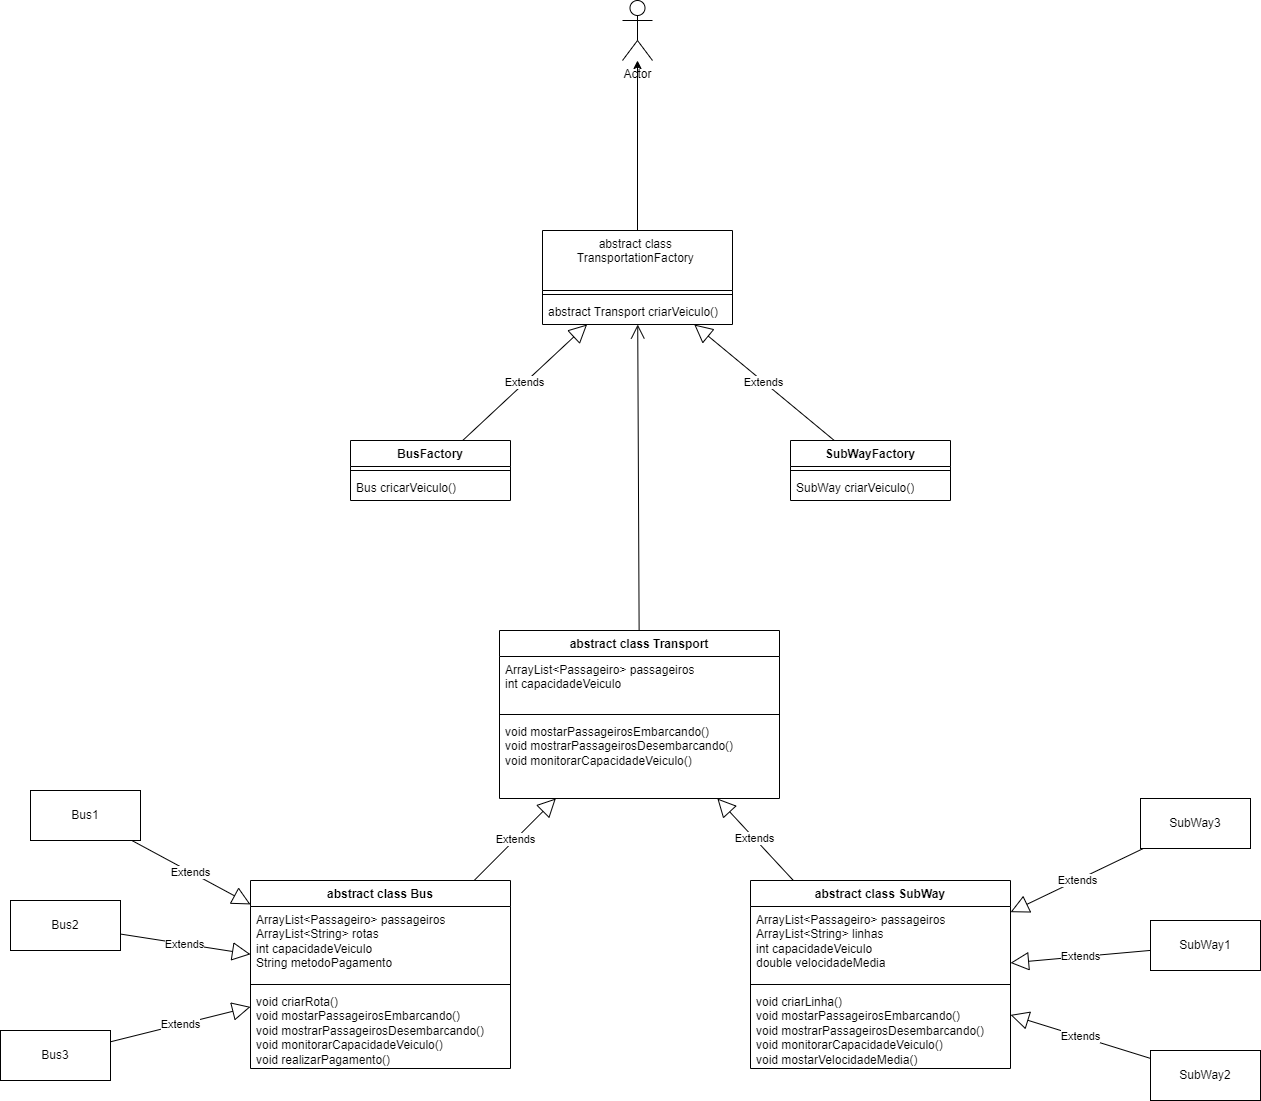 Actor
abstract class
TransportationFactory
abstract Transport criarVeiculo()
Extends
Extends
BusFactory
Bus cricarVeiculo()
SubWayFactory
SubWay criarVeiculo()
abstract class Transport
ArrayList<Passageiro> passageiros
int capacidadeVeiculo
void mostarPassageirosEmbarcando()
void mostrarPassageirosDesembarcando()
void monitorarCapacidadeVeiculo()
Extends
Extends
Bus1
Extends
Bus2
Extends
Bus3
Extends
abstract class Bus
ArrayList<Passageiro> passageiros
ArrayList<String> rotas
int capacidadeVeiculo
String metodoPagamento
void criarRota()
void mostarPassageirosEmbarcando()
void mostrarPassageirosDesembarcando()
void monitorarCapacidadeVeiculo()
void realizarPagamento()
abstract class SubWay
ArrayList<Passageiro> passageiros
ArrayList<String> linhas
int capacidadeVeiculo
double velocidadeMedia
void criarLinha()
void mostarPassageirosEmbarcando()
void mostrarPassageirosDesembarcando()
void monitorarCapacidadeVeiculo()
void mostarVelocidadeMedia()
SubWay3
Extends
SubWay1
Extends
Extends
SubWay2